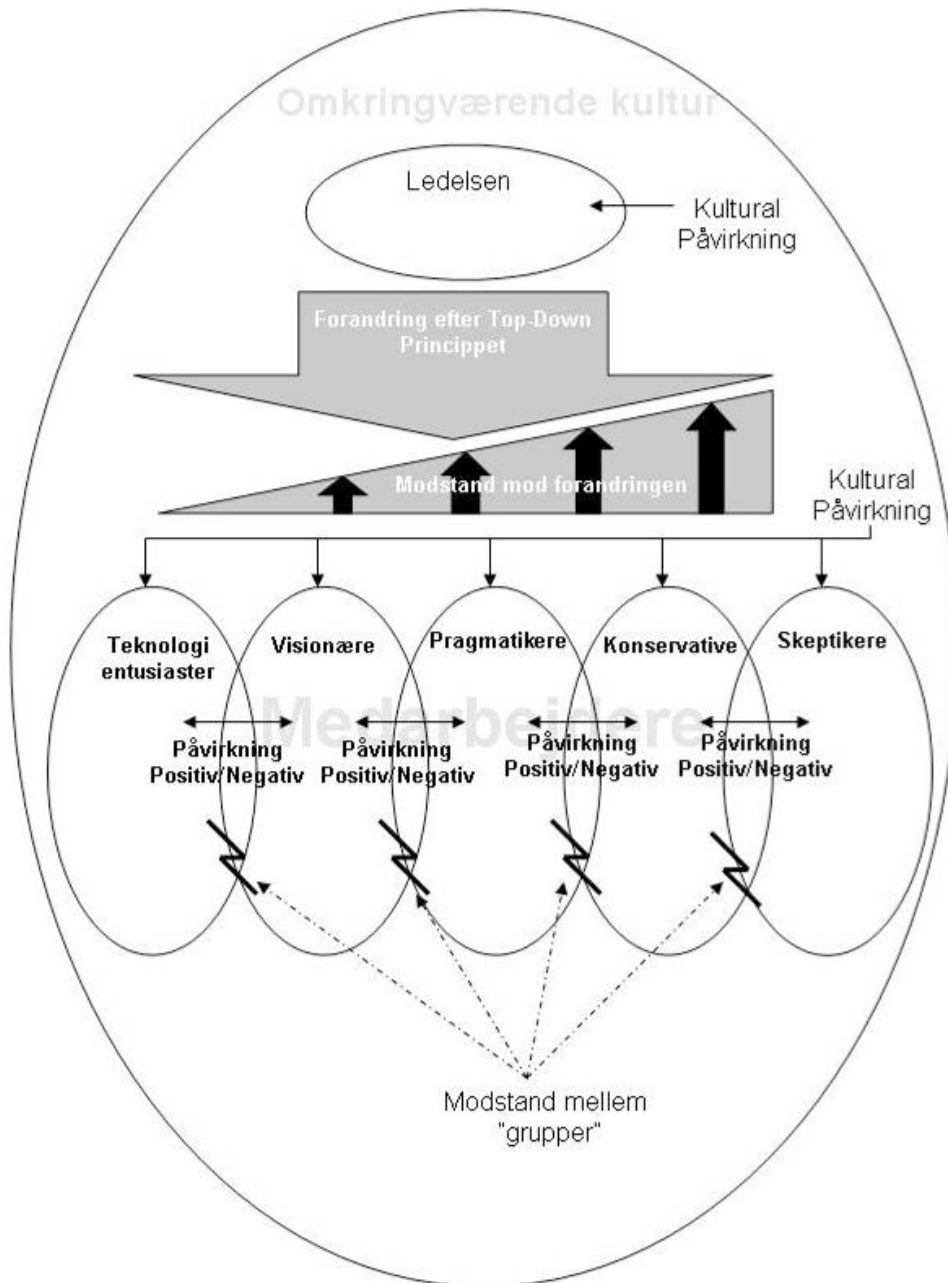 Omkringværende kultur
Ledelsen
Kultural
Påvirkning
Forandring efter Top-Down
Princippet
Modstand mod forandringen
Kultural
Påvirkning
Teknologi
entusiaster
Visionære
Pragmatikere
Konservative
Skeptikere
Medarbejdere
Påvirkning
Positiv/Negativ
Påvirkning
Positiv/Negativ
Påvirkning
Positiv/Negativ
Påvirkning
Positiv/Negativ
Modstand mellem
"grupper"